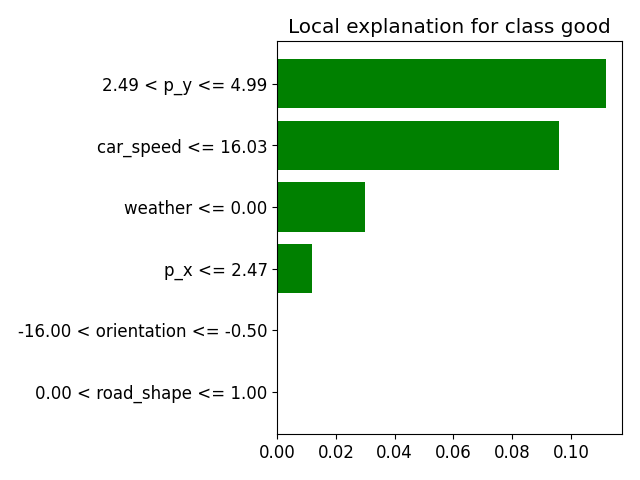 Local explanation for class good
2.49 < p_y <= 4.99
car_speed <= 16.03
weather <= 0.00
p_x <= 2.47
-16.00 < orientation <= -0.50
0.00 < road_shape <= 1.00
0.00 0.02 0.04 0.06 0.08 0.10